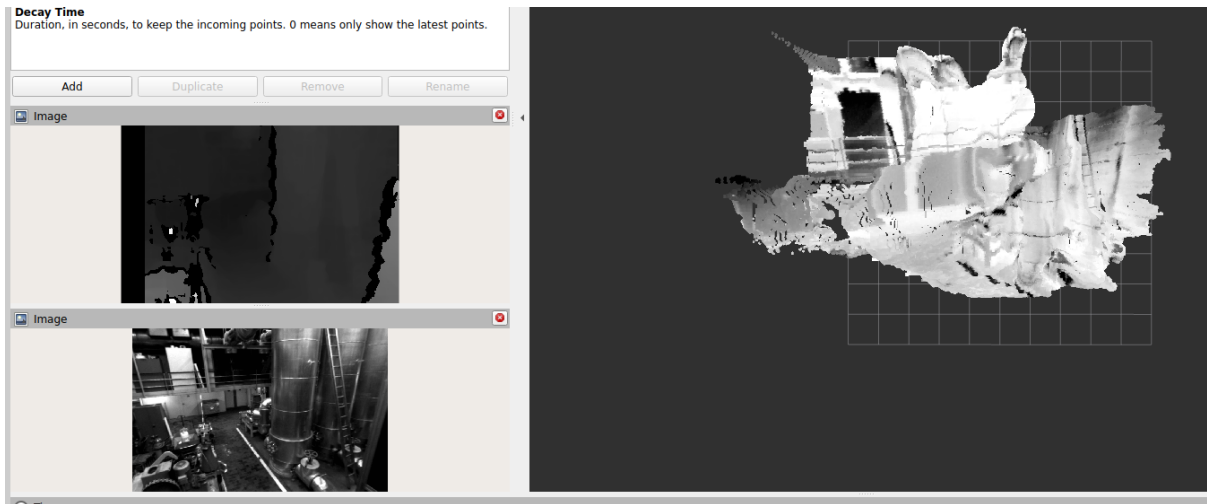 Decay Time
Duration, in seconds, to keep the incoming points. 0 means only show the latest points.
Add
Duplicate
Remove
Rename
Image
Image